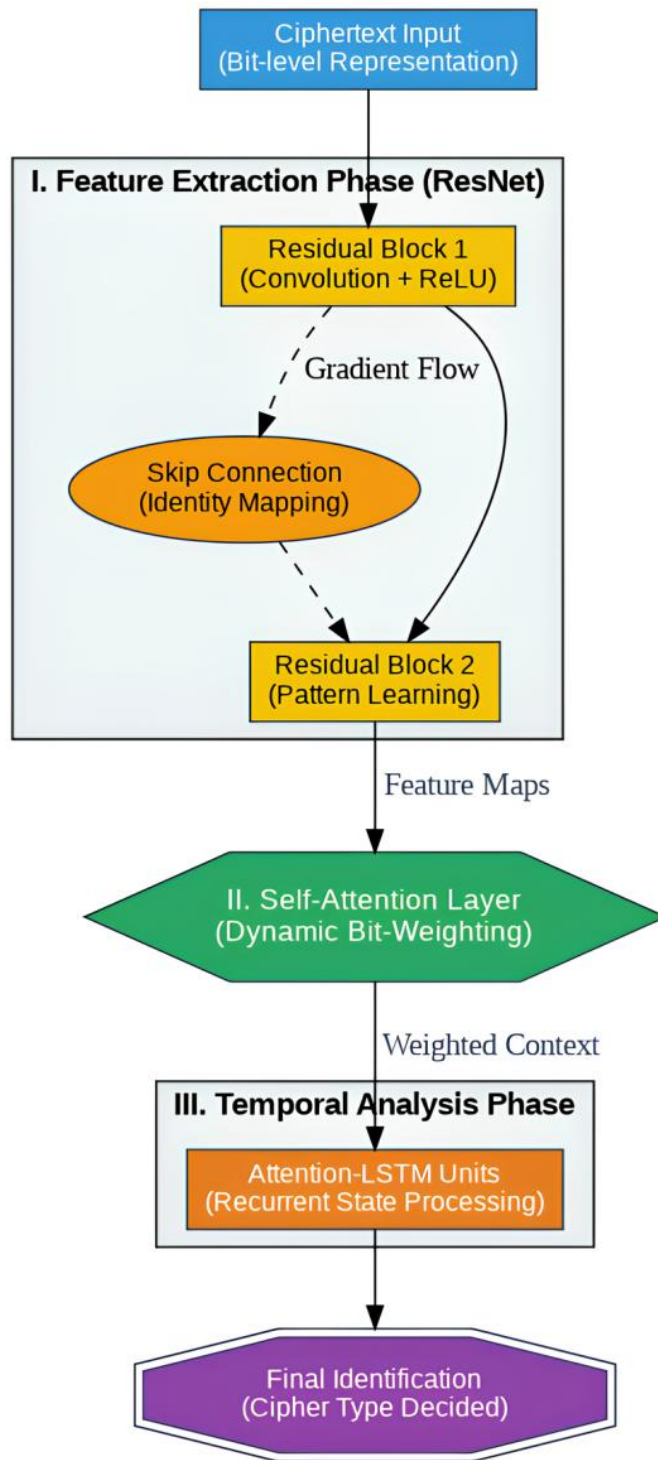 Ciphertext Input
(Bit-level Representation)
I. Feature Extraction Phase (ResNet)
Residual Block 1
(Convolution + ReLU)
Gradient Flow
Skip Connection
(Identity Mapping)
Residual Block 2
(Pattern Learning)
Feature Maps
II. Self-Attention Layer
(Dynamic Bit-Weighting)
Weighted Context
III. Temporal Analysis Phase
Attention-LSTM Units
(Recurrent State Processing)
Final Identification
(Cipher Type Decided)